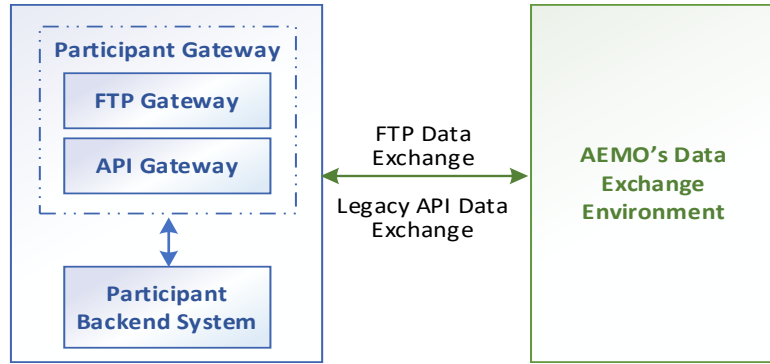 Participant Gateway
FTP Gateway
API Gateway
Participant
Backend System
FTP Data
Exchange
Legacy API Data
Exchange
AEMO’s Data
Exchange
Environment